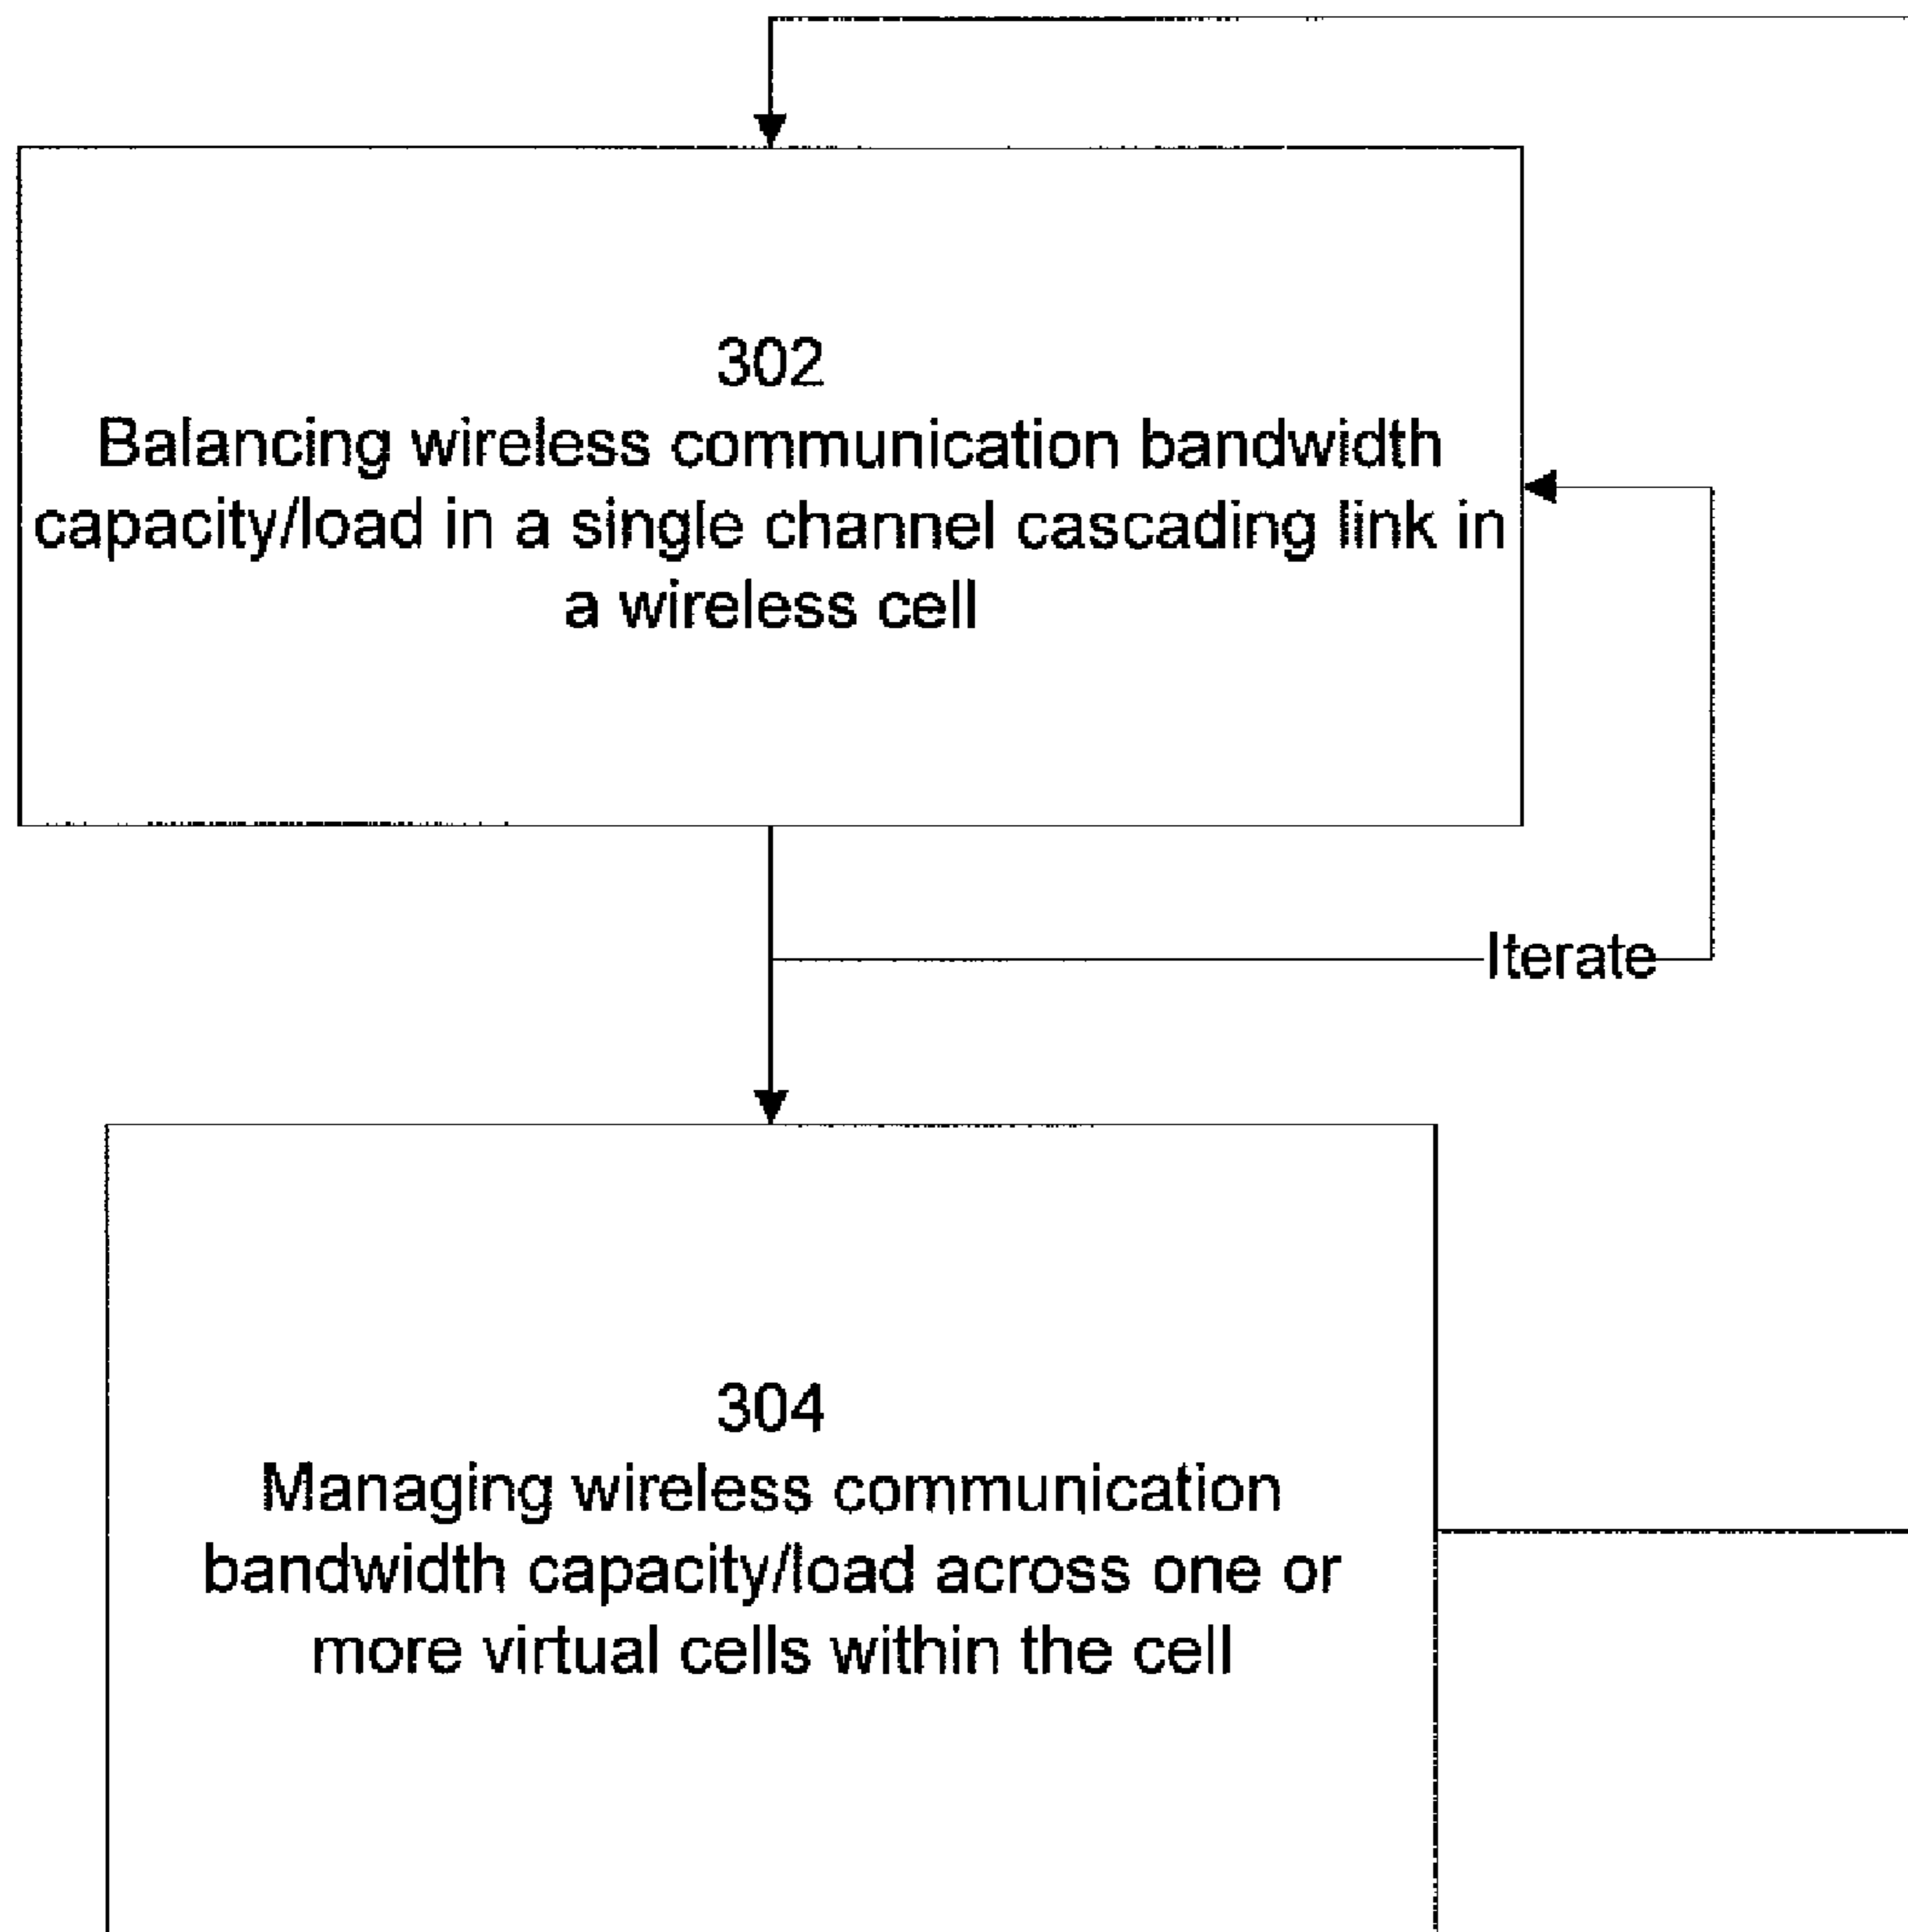 302
Balancing wireless communication bandwidth
capacity/load in a single channel cascading link in
a wireless cell
Iterate
304
Managing wireless communication
bandwidth capacity/load across one or
more virtual cells within the cell